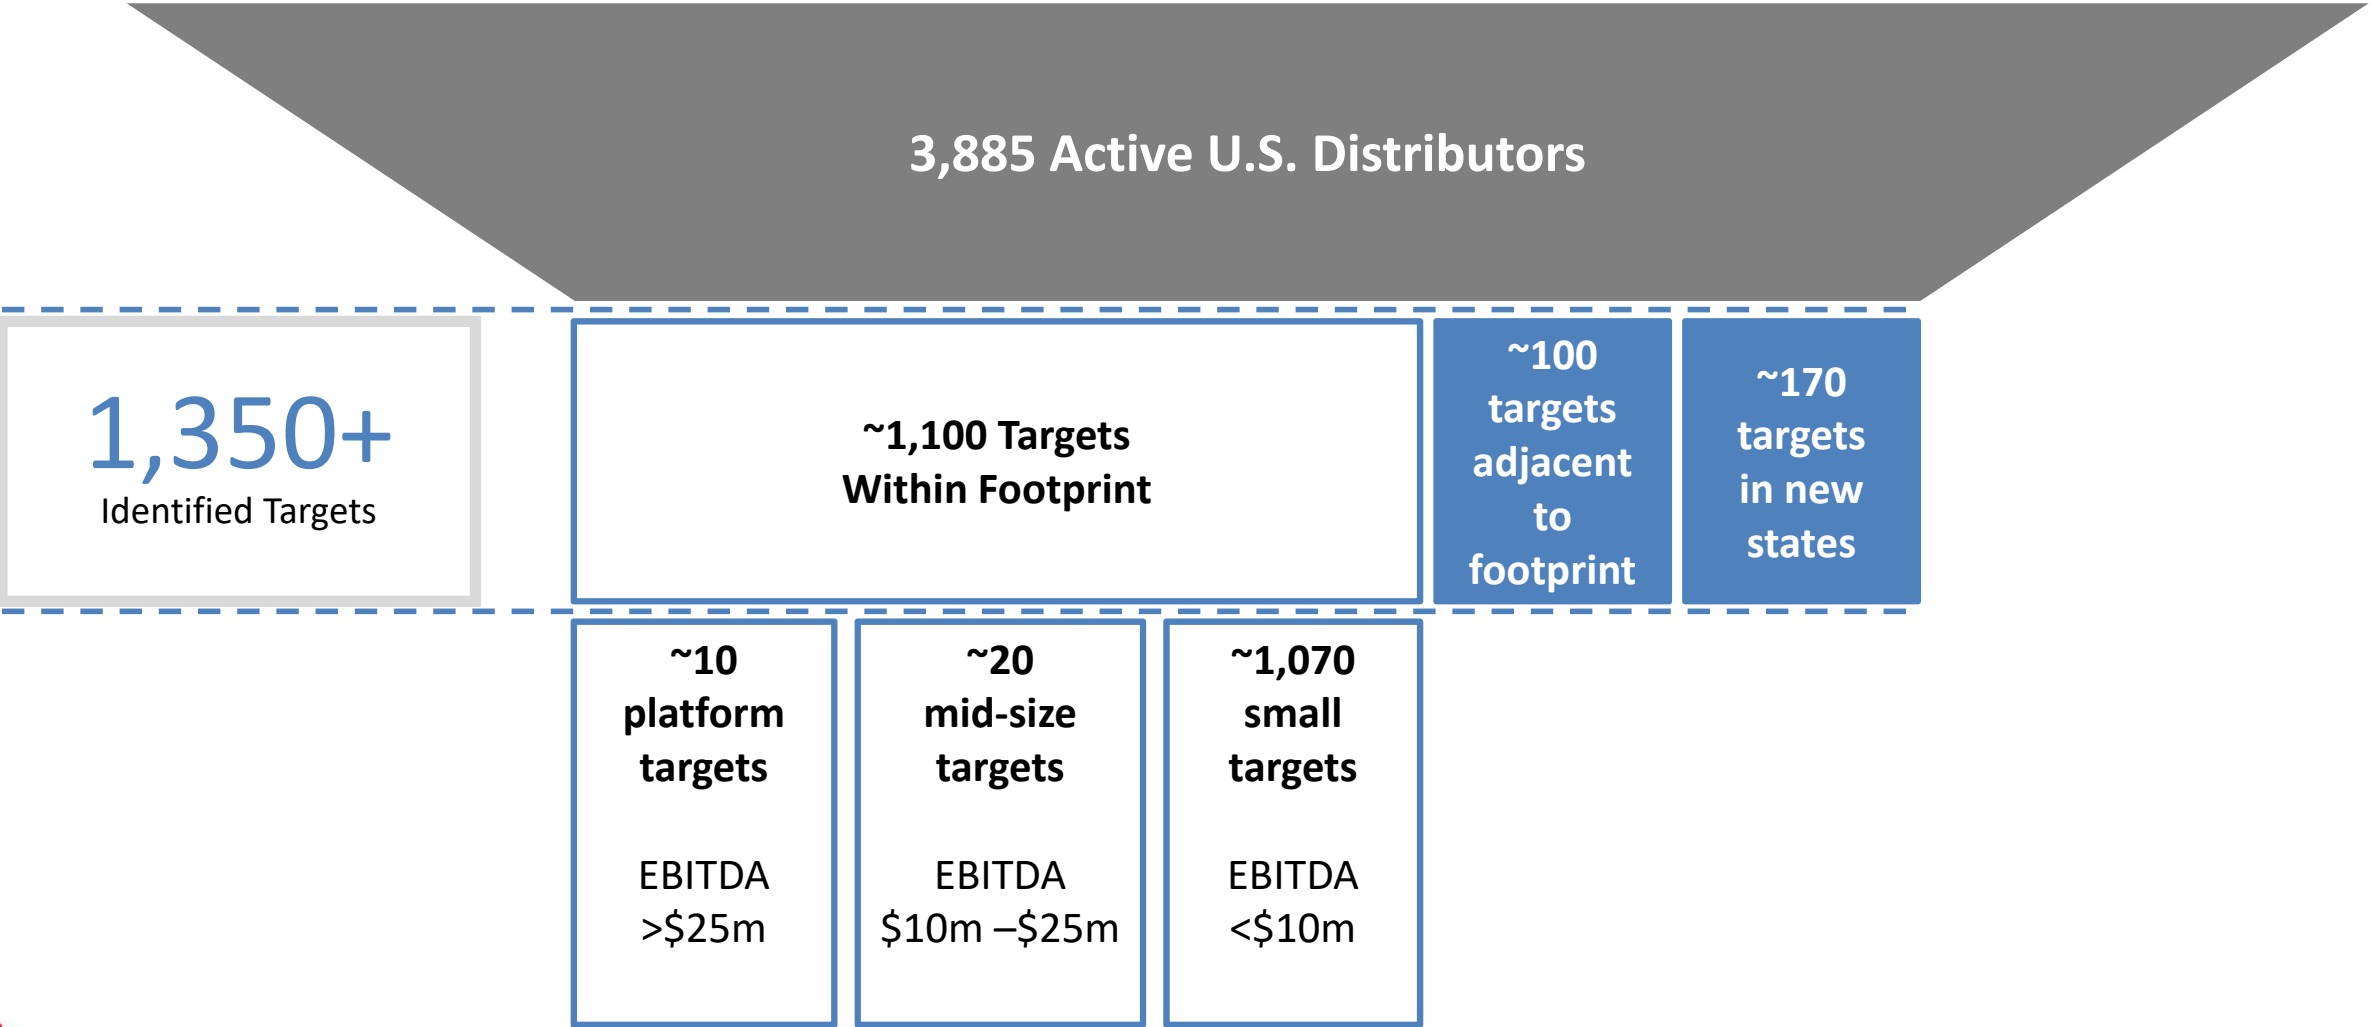 3,885 Active U.S. Distributors
1,350+
Identified Targets
~1,100 Targets
Within Footprint
~100
targets
adjacent
to
footprint
~170
targets
in new
states
~10
platform
targets
EBITDA
>$25m
~20
mid-size
targets
EBITDA
$10m –$25m
~1,070
small
targets
EBITDA
<$10m